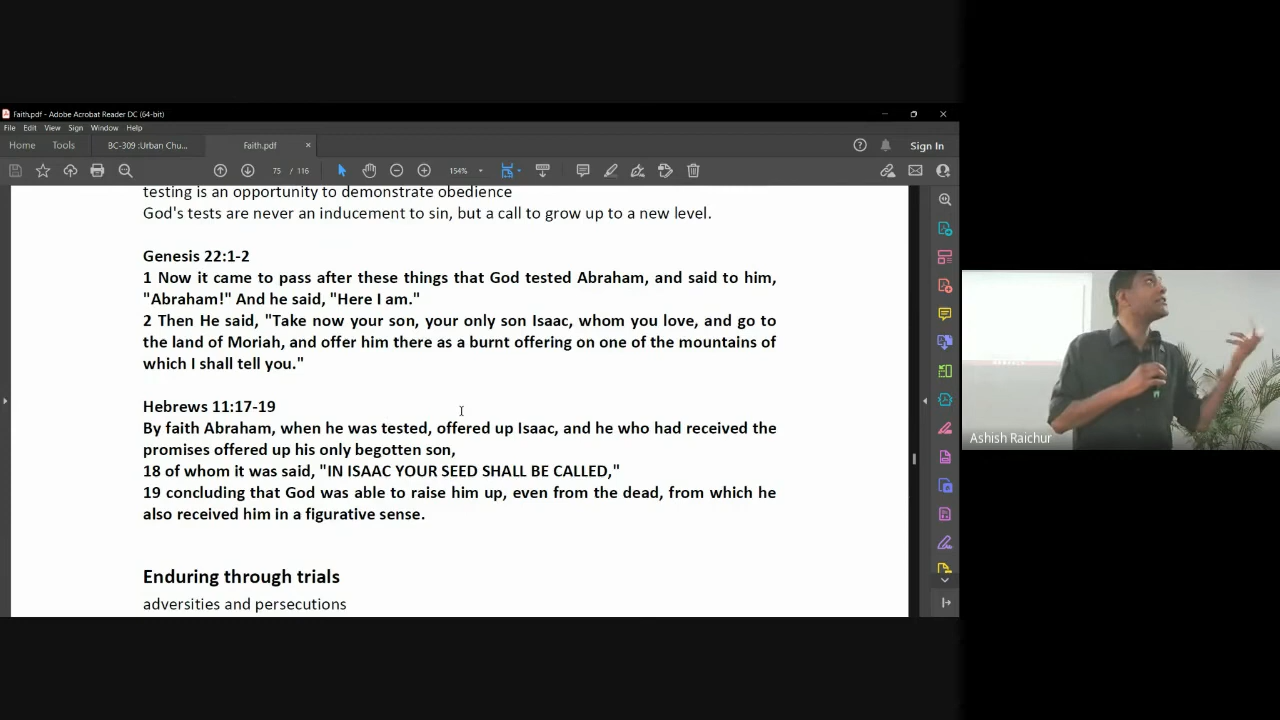 Faith.pdf - Adobe Acrobat Reader DC (64-bit)
File Edit View Sign Window Help
Home Tools BC-309 :Urban Chu... Faith.pdf × Sign In
75 / 116 154%
testing is an opportunity to demonstrate obedience
God's tests are never an inducement to sin, but a call to grow up to a new level.
Genesis 22:1-2
1 Now it came to pass after these things that God tested Abraham, and said to him,
"Abraham!" And he said, "Here I am."
2 Then He said, "Take now your son, your only son Isaac, whom you love, and go to
the land of Moriah, and offer him there as a burnt offering on one of the mountains of
which I shall tell you."
Hebrews 11:17-19
By faith Abraham, when he was tested, offered up Isaac, and he who had received the
promises offered up his only begotten son,
18 of whom it was said, "IN ISAAC YOUR SEED SHALL BE CALLED,"
19 concluding that God was able to raise him up, even from the dead, from which he
also received him in a figurative sense.
Enduring through trials
adversities and persecutions
Ashish Raichur